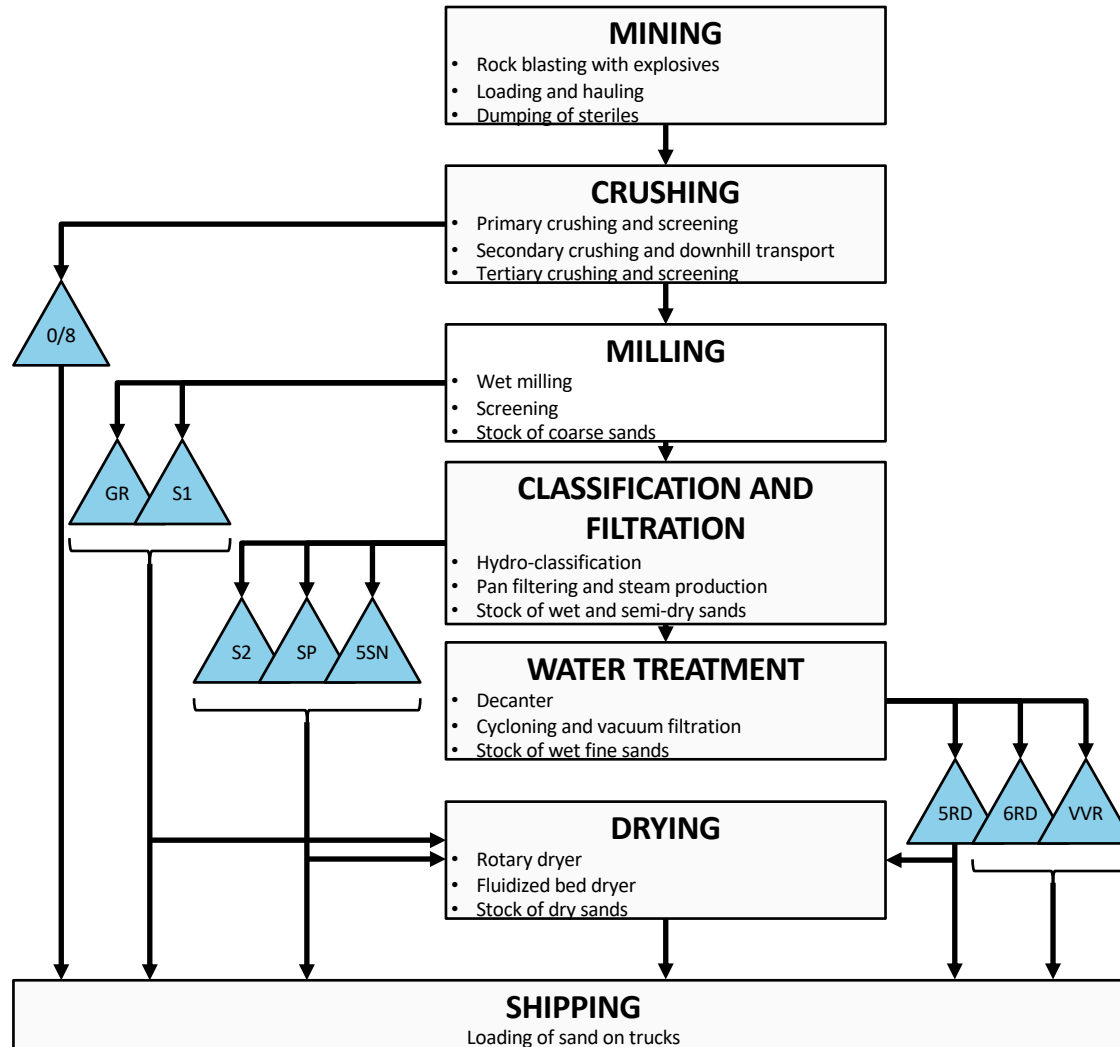 MINING
• Rock blasting with explosives
• Loading and hauling
• Dumping of steriles
CRUSHING
• Primary crushing and screening
• Secondary crushing and downhill transport
• Tertiary crushing and screening
0/8
MILLING
• Wet milling
• Screening
• Stock of coarse sands
GR
S1
CLASSIFICATION AND
FILTRATION
• Hydro-classification
• Pan filtering and steam production
• Stock of wet and semi-dry sands
S2
SP
5SN
WATER TREATMENT
• Decanter
• Cycloning and vacuum filtration
• Stock of wet fine sands
5RD
6RD
VVR
DRYING
• Rotary dryer
• Fluidized bed dryer
• Stock of dry sands
SHIPPING
Loading of sand on trucks